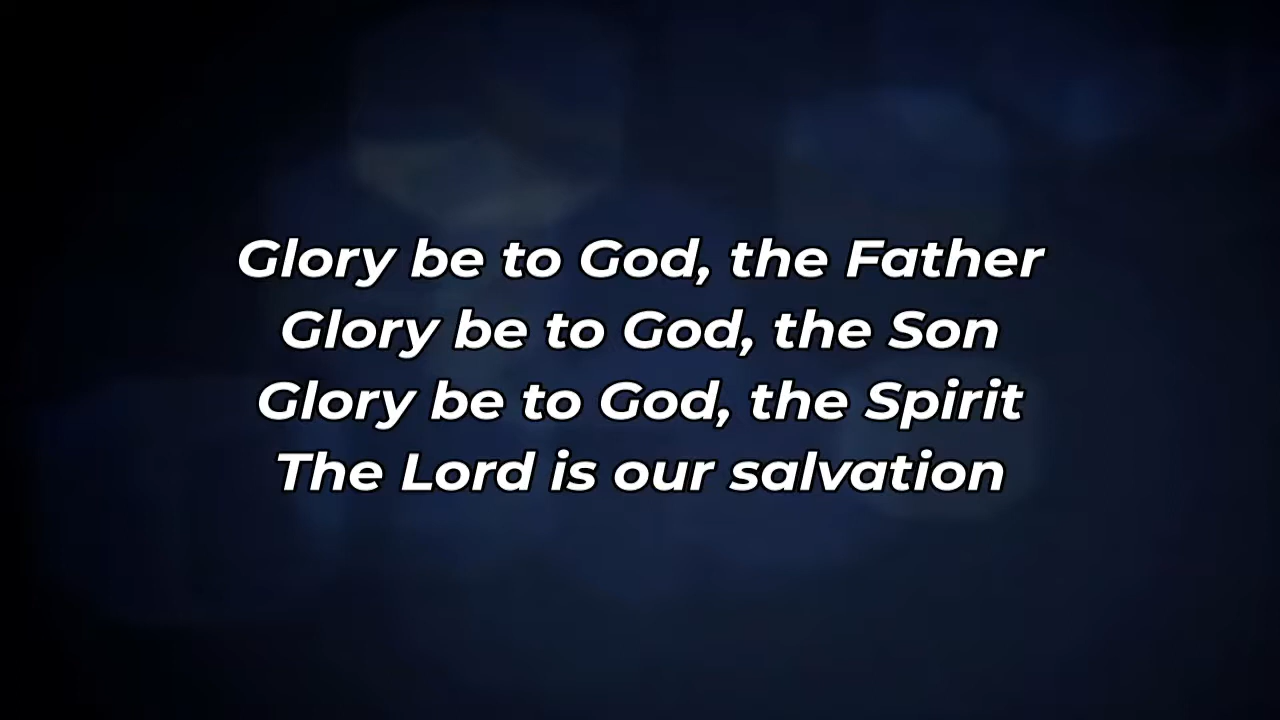 Glory be to God, the Father
Glory be to God, the Son
Glory be to God, the Spirit
The Lord is our salvation